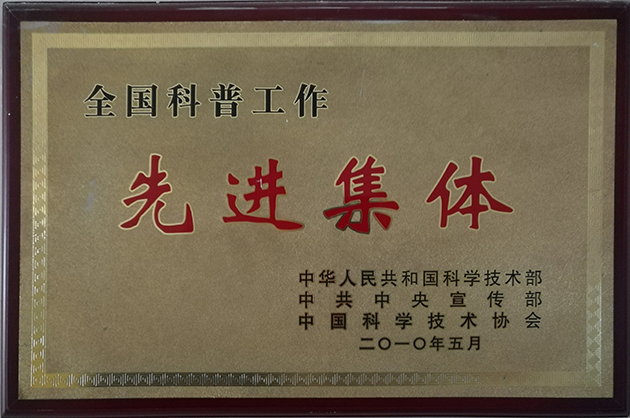 全国科普工作
先进集体
中华人民共和国科学技术部
中共中央宣传部
中国科学技术协会
二〇一〇年五月